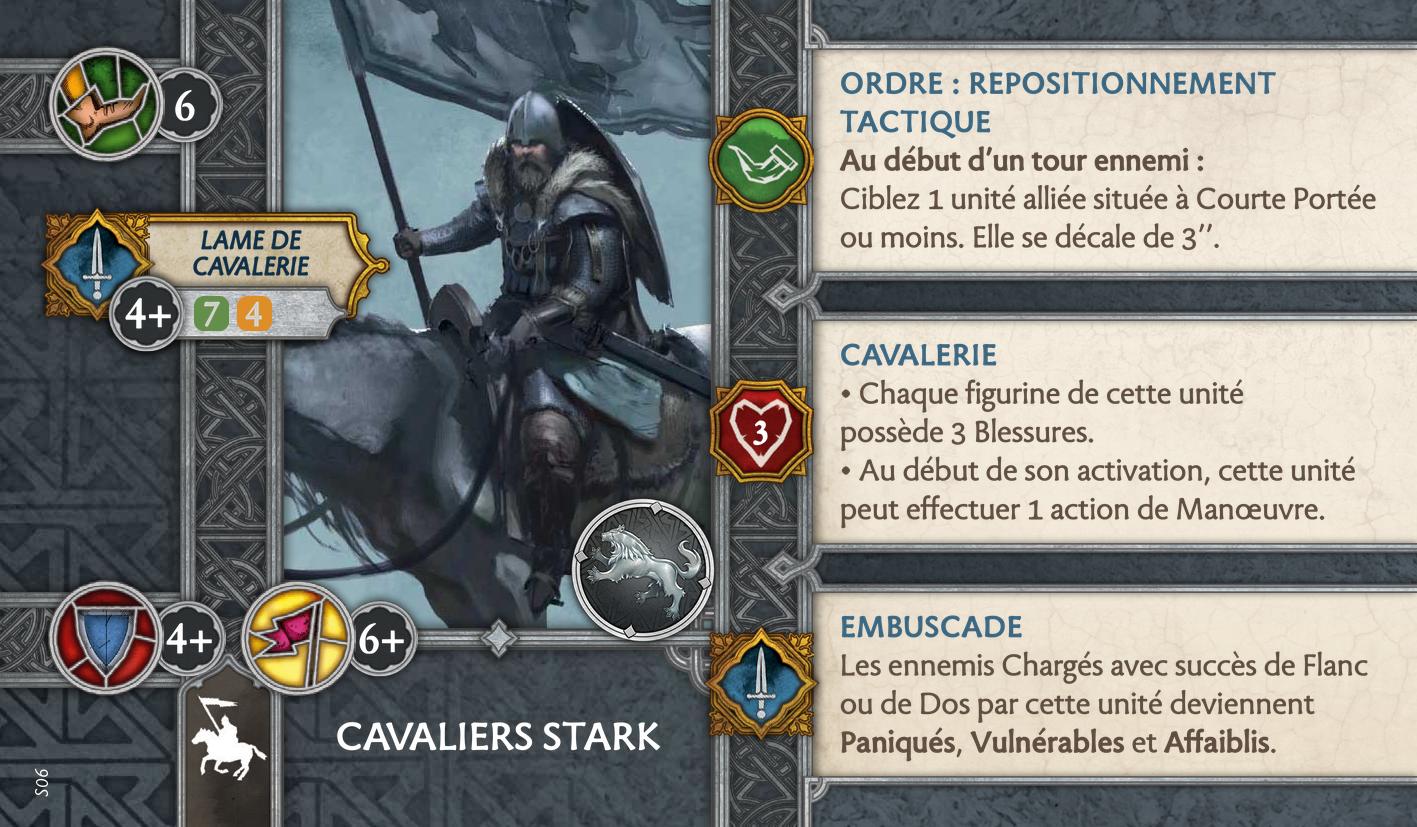 6
LAME DE
CAVALERIE
4+ 7 4
4+ 6+
CAVALIERS STARK
S06
ORDRE : REPOSITIONNEMENT
TACTIQUE
Au début d’un tour ennemi :
Ciblez 1 unité alliée située à Courte Portée
ou moins. Elle se décale de 3’’.
3
CAVALERIE
• Chaque figurine de cette unité
possède 3 Blessures.
• Au début de son activation, cette unité
peut effectuer 1 action de Manœuvre.
EMBUSCADE
Les ennemis Chargés avec succès de Flanc
ou de Dos par cette unité deviennent
Paniqués, Vulnérables et Affaiblis.